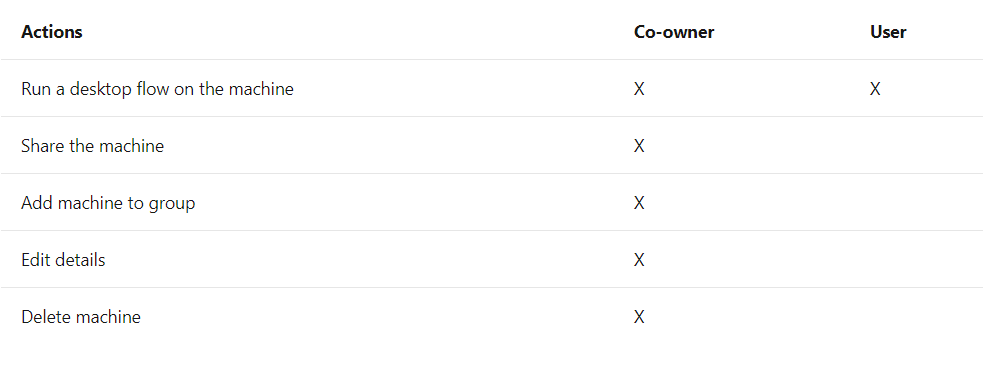 Actions Co-owner User
Run a desktop flow on the machine X X
Share the machine X
Add machine to group X
Edit details X
Delete machine X